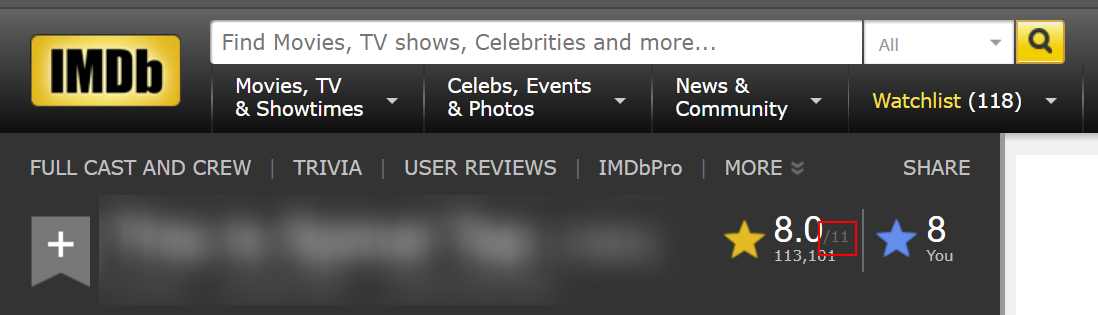 IMDb
Find Movies, TV shows, Celebrities and more...
All
Movies, TV
& Showtimes
Celebs, Events
& Photos
News &
Community
Watchlist (118)
FULL CAST AND CREW | TRIVIA | USER REVIEWS | IMDbPro | MORE
SHARE
+
8.0/11
113,101
8
You